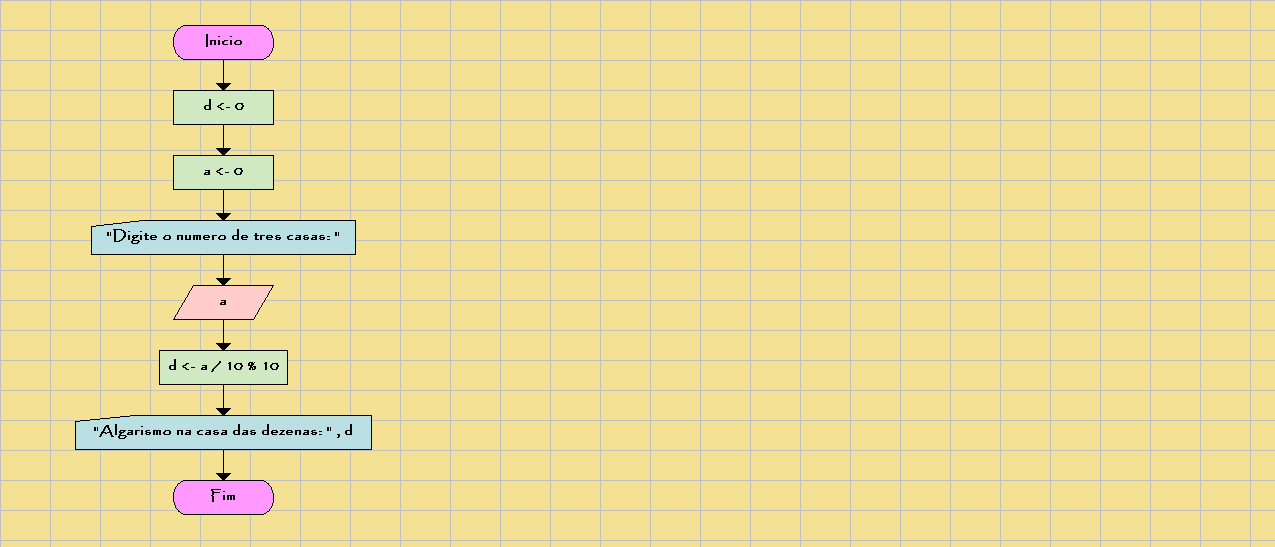 Inicio
d <- 0
a <- 0
"Digite o numero de tres casas: "
a
d <- a / 10 % 10
"Algarismo na casa das dezenas: " , d
Fim